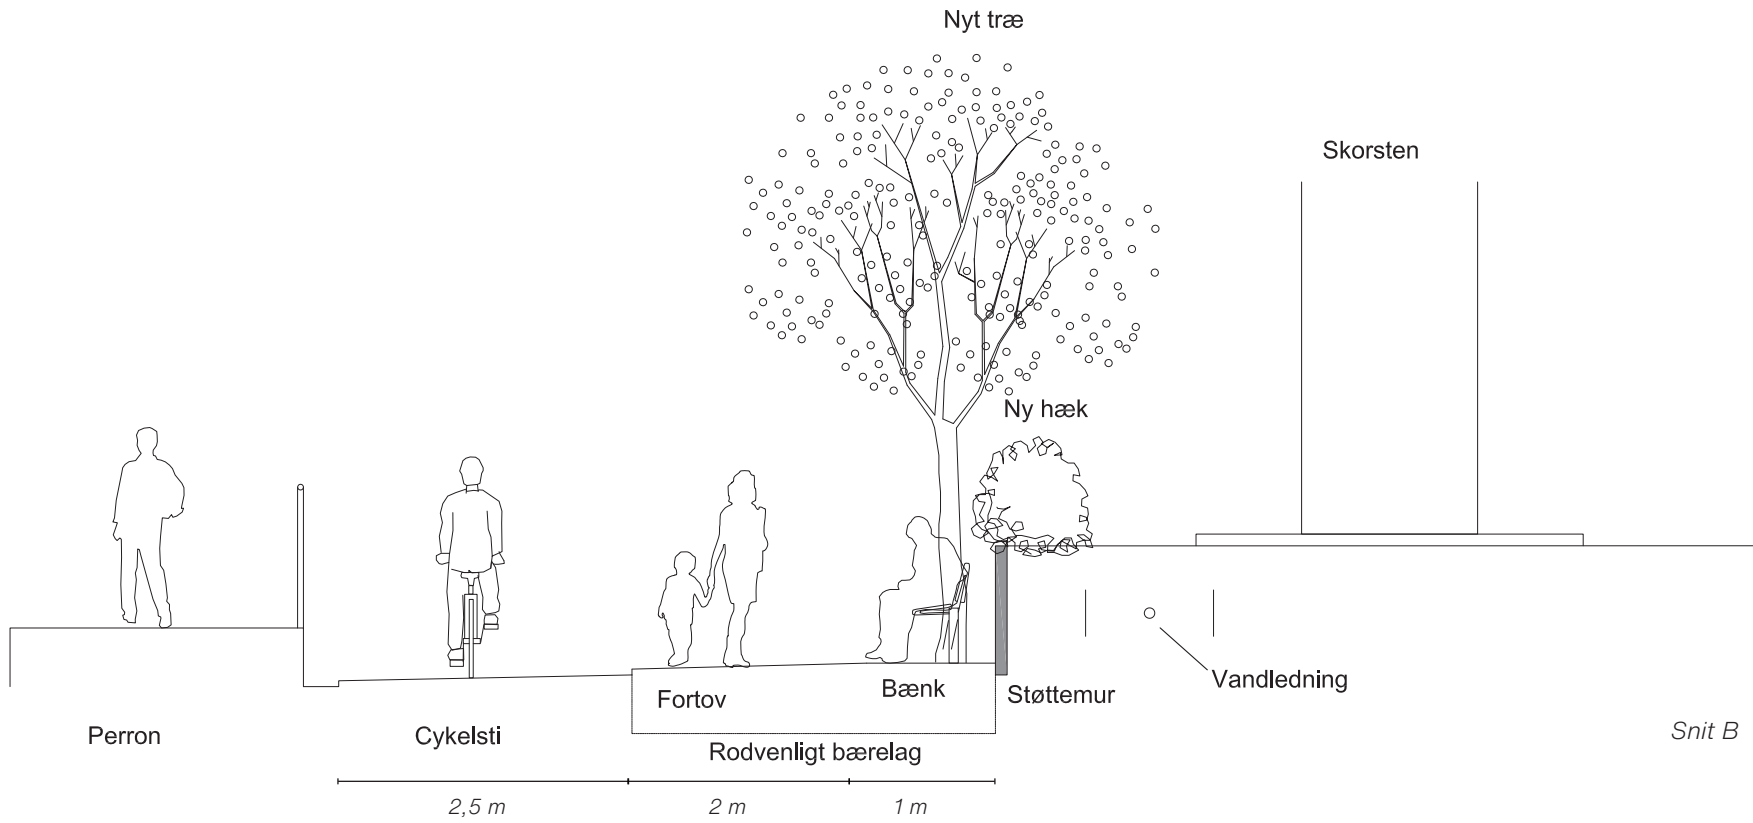 Nyt træ
Skorsten
Ny hæk
Vandledning
Bænk
Støttemur
Fortov
Snit B
Perron
Cykelsti
Rodvenligt bærelag
2,5 m
2 m
1 m